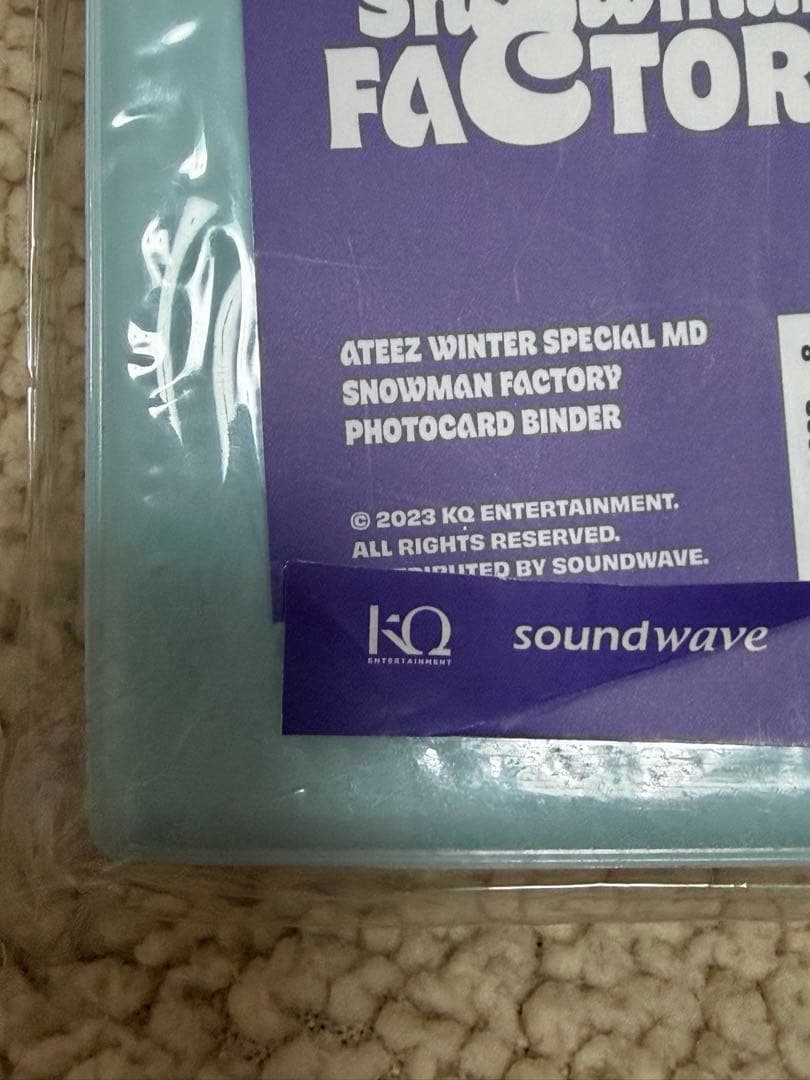 FACTOR
ATEEZ WINTER SPECIAL MD
SNOWMAN FACTORY
PHOTOCARD BINDER
© 2023 KQ ENTERTAINMENT.
ALL RIGHTS RESERVED.
BY SOUNDWAVE.
KQ soundwave
ENTERTAINMENT